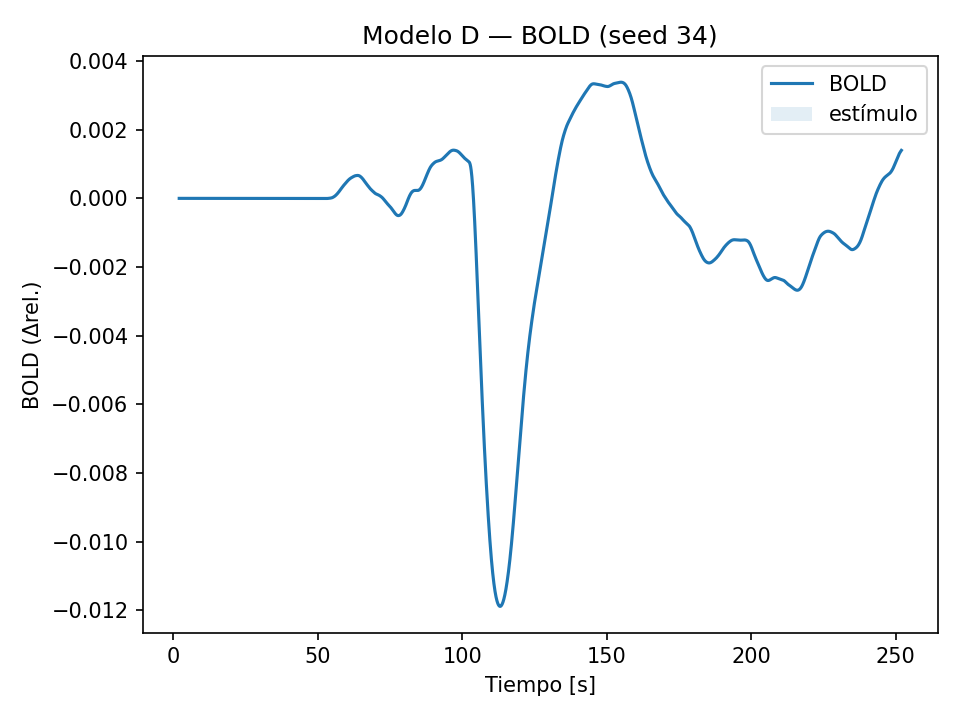 Modelo D — BOLD (seed 34)
BOLD
estímulo
BOLD (Δrel.)
0.004
0.002
0.000
−0.002
−0.004
−0.006
−0.008
−0.010
−0.012
0 50 100 150 200 250
Tiempo [s]